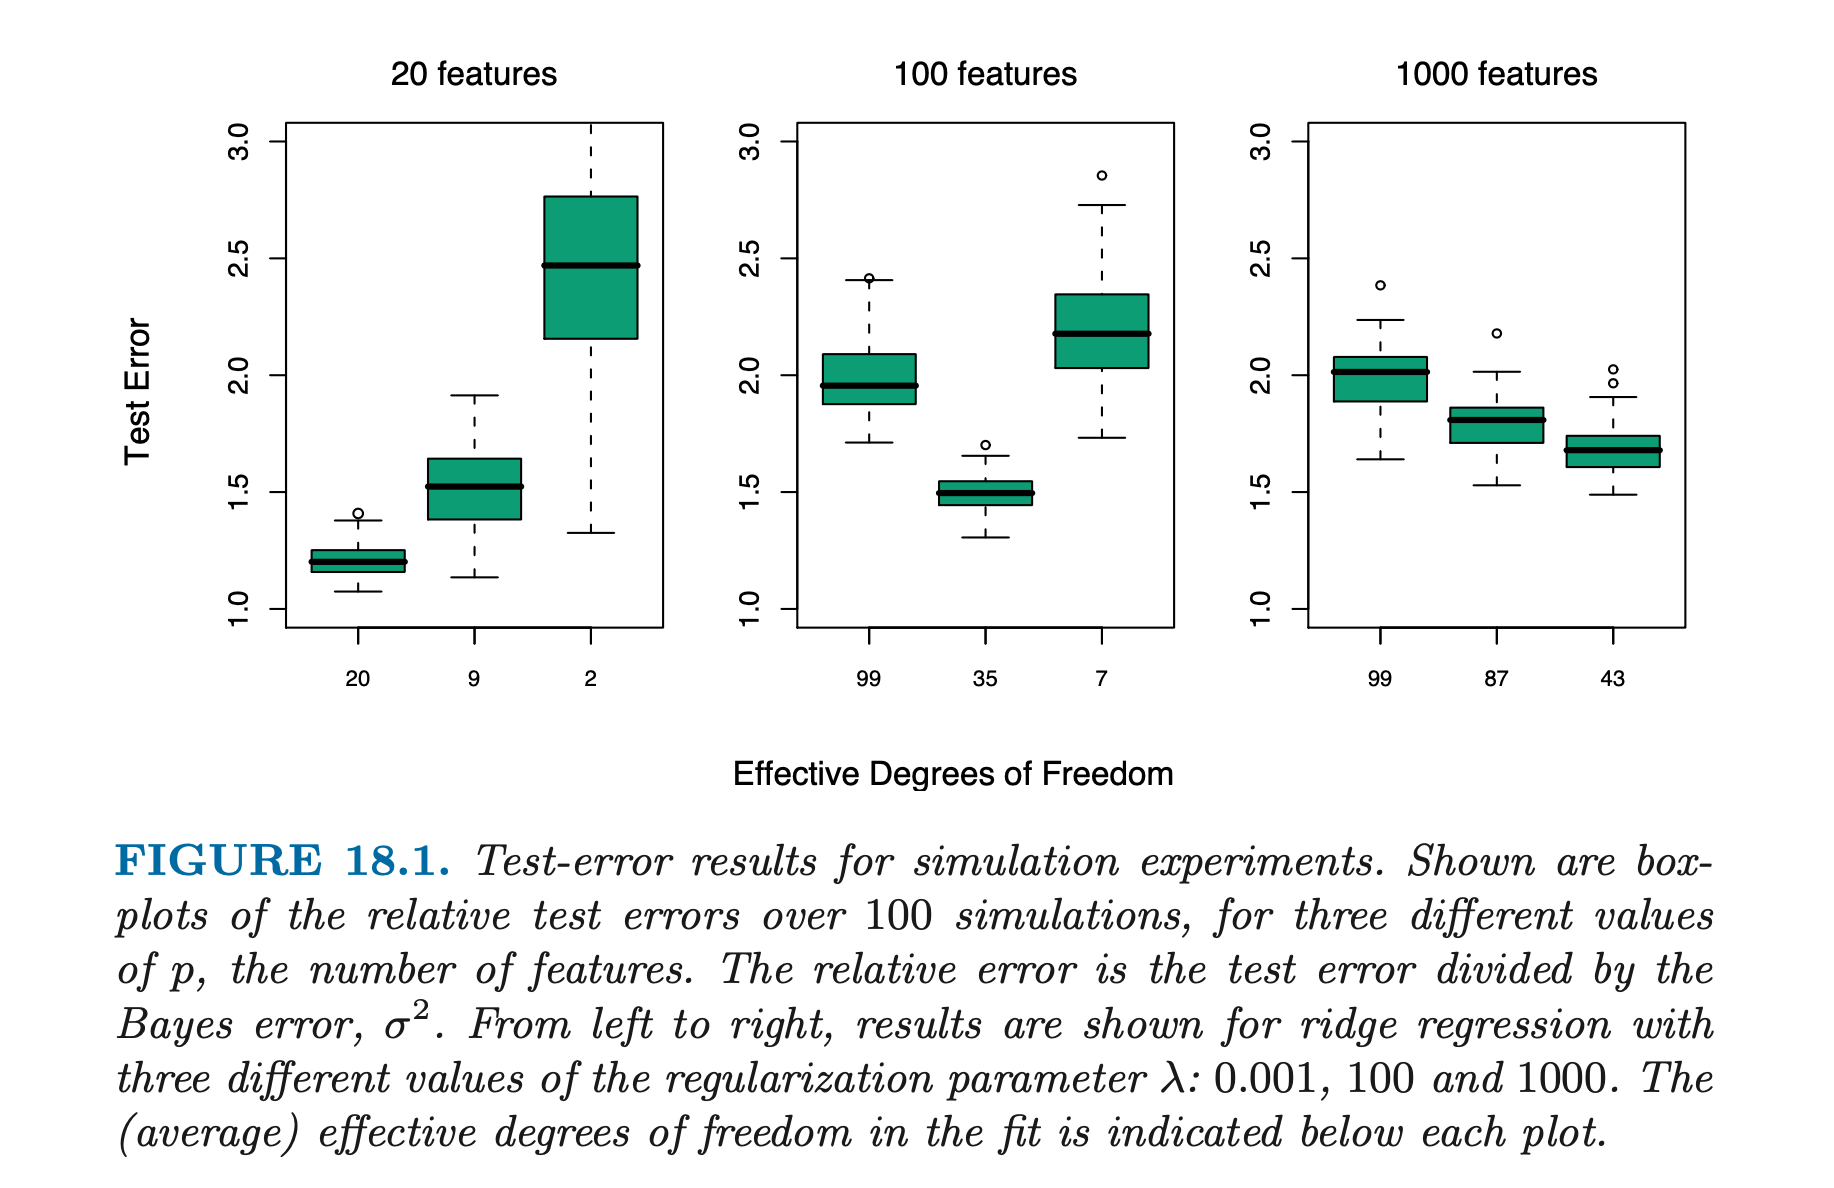 20 features
100 features
1000 features
Test Error
3.0
2.5
2.0
1.5
1.0
20 9 2
3.0
2.5
2.0
1.5
1.0
99 35 7
3.0
2.5
2.0
1.5
1.0
99 87 43
Effective Degrees of Freedom
FIGURE 18.1. Test-error results for simulation experiments. Shown are box-
plots of the relative test errors over 100 simulations, for three different values
of p, the number of features. The relative error is the test error divided by the
Bayes error, σ². From left to right, results are shown for ridge regression with
three different values of the regularization parameter λ: 0.001, 100 and 1000. The
(average) effective degrees of freedom in the fit is indicated below each plot.